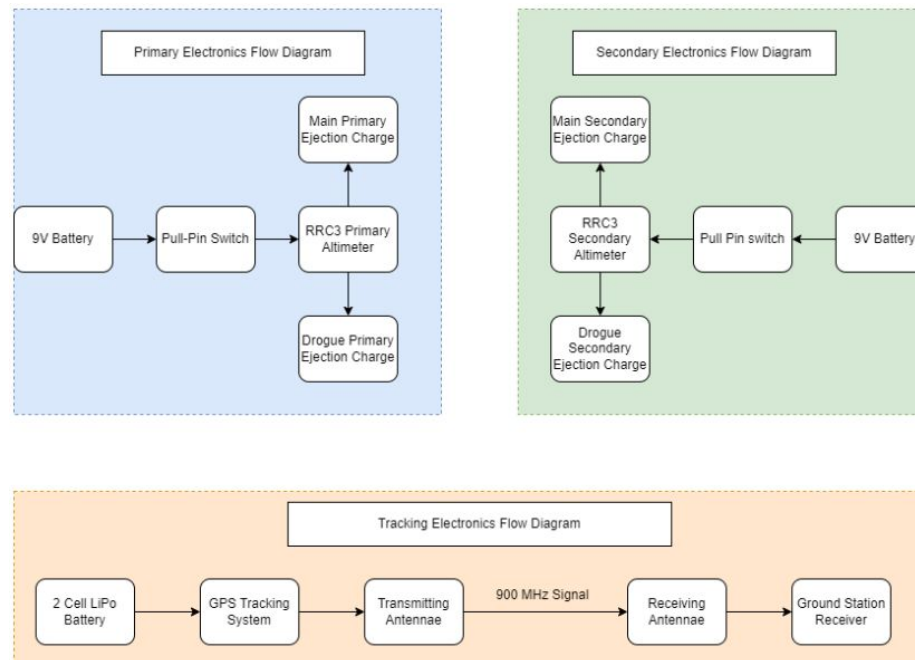 Primary Electronics Flow Diagram
Main Primary
Ejection Charge
9V Battery
Pull-Pin Switch
RRC3 Primary
Altimeter
Drogue Primary
Ejection Charge
Secondary Electronics Flow Diagram
Main Secondary
Ejection Charge
RRC3
Secondary
Altimeter
Pull Pin switch
9V Battery
Drogue
Secondary
Ejection Charge
Tracking Electronics Flow Diagram
2 Cell LiPo
Battery
GPS Tracking
System
Transmitting
Antennae
900 MHz Signal
Receiving
Antennae
Ground Station
Receiver